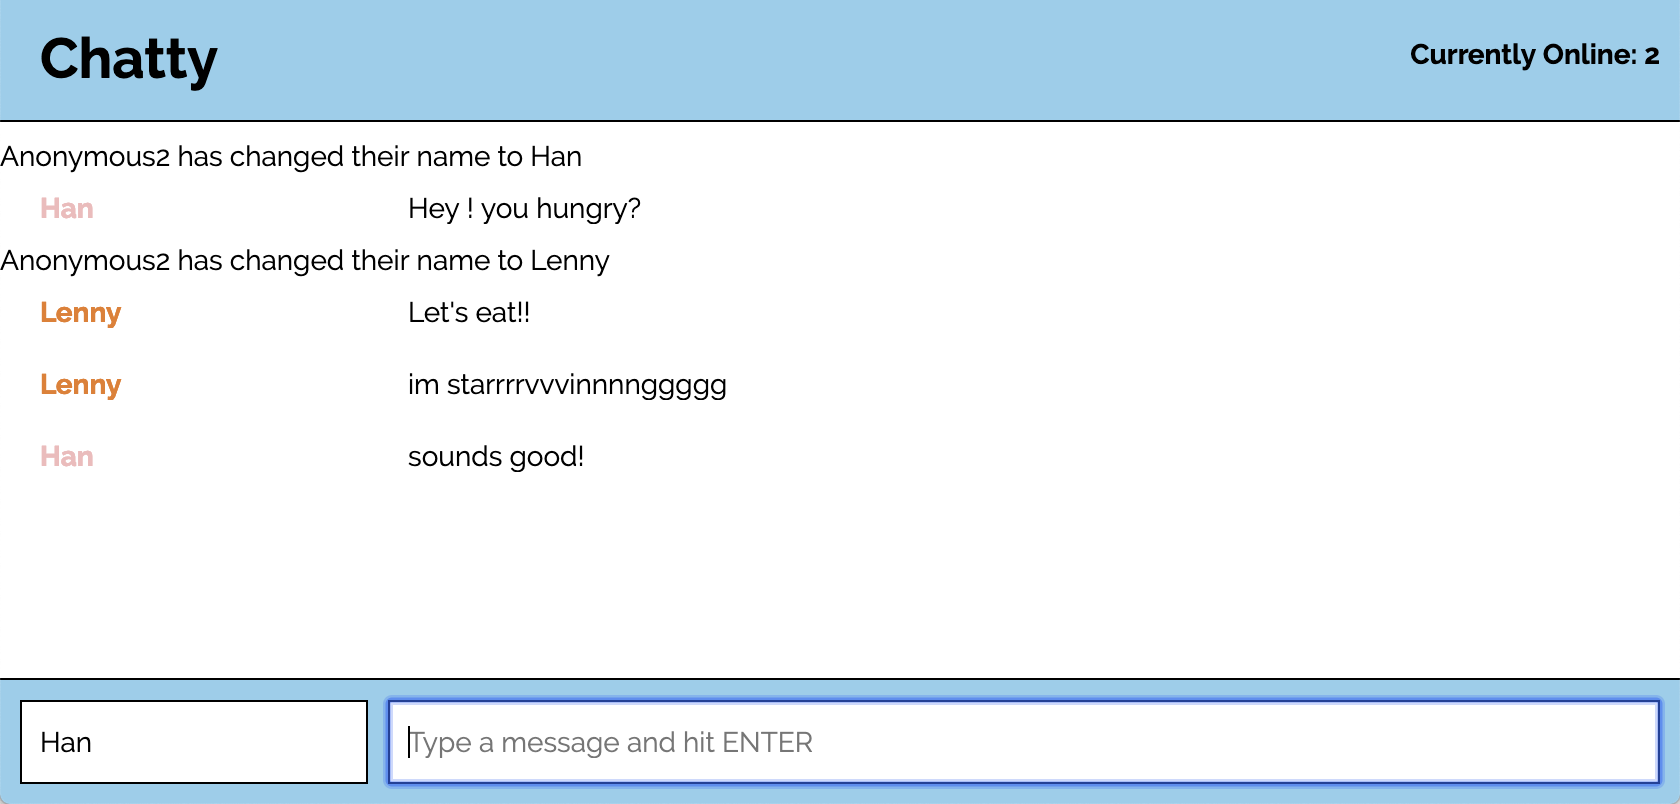 Chatty
Currently Online: 2
Anonymous2 has changed their name to Han
Han Hey ! you hungry?
Anonymous2 has changed their name to Lenny
Lenny Let's eat!!
Lenny im starrrrvvvinnnnggggg
Han sounds good!
Han Type a message and hit ENTER